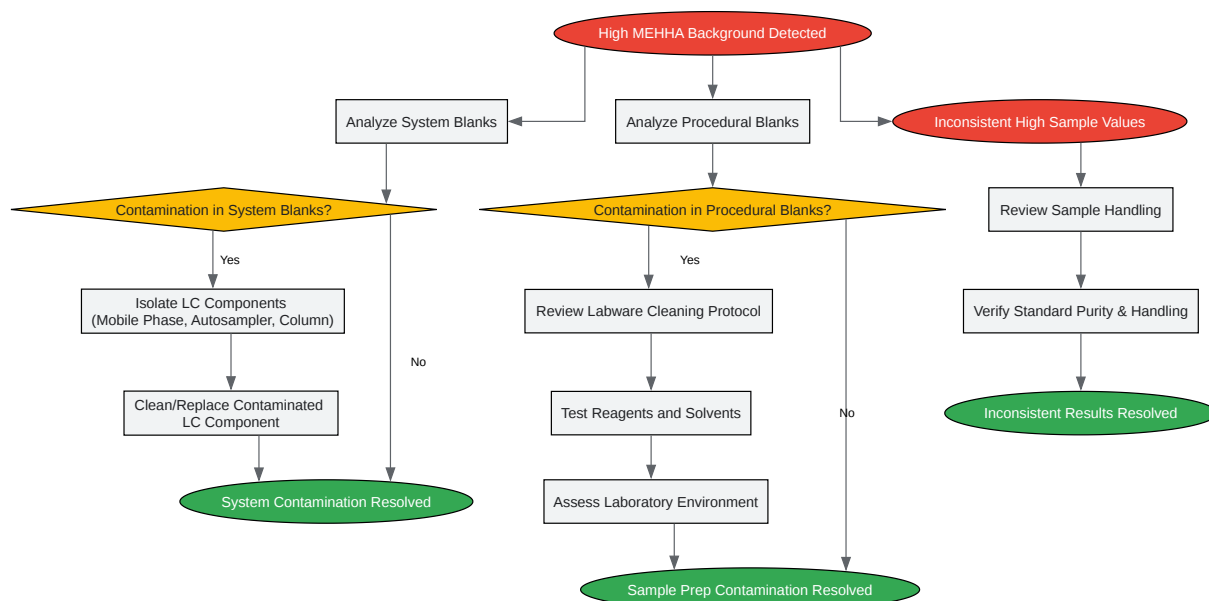 High MEHHA Background Detected
Analyze System Blanks
Analyze Procedural Blanks
Inconsistent High Sample Values
Contamination in System Blanks?
Contamination in Procedural Blanks?
Review Sample Handling
Yes
Yes
Isolate LC Components
(Mobile Phase, Autosampler, Column)
Review Labware Cleaning Protocol
Verify Standard Purity & Handling
No
Clean/Replace Contaminated
LC Component
Test Reagents and Solvents
No
Inconsistent Results Resolved
System Contamination Resolved
Assess Laboratory Environment
Sample Prep Contamination Resolved